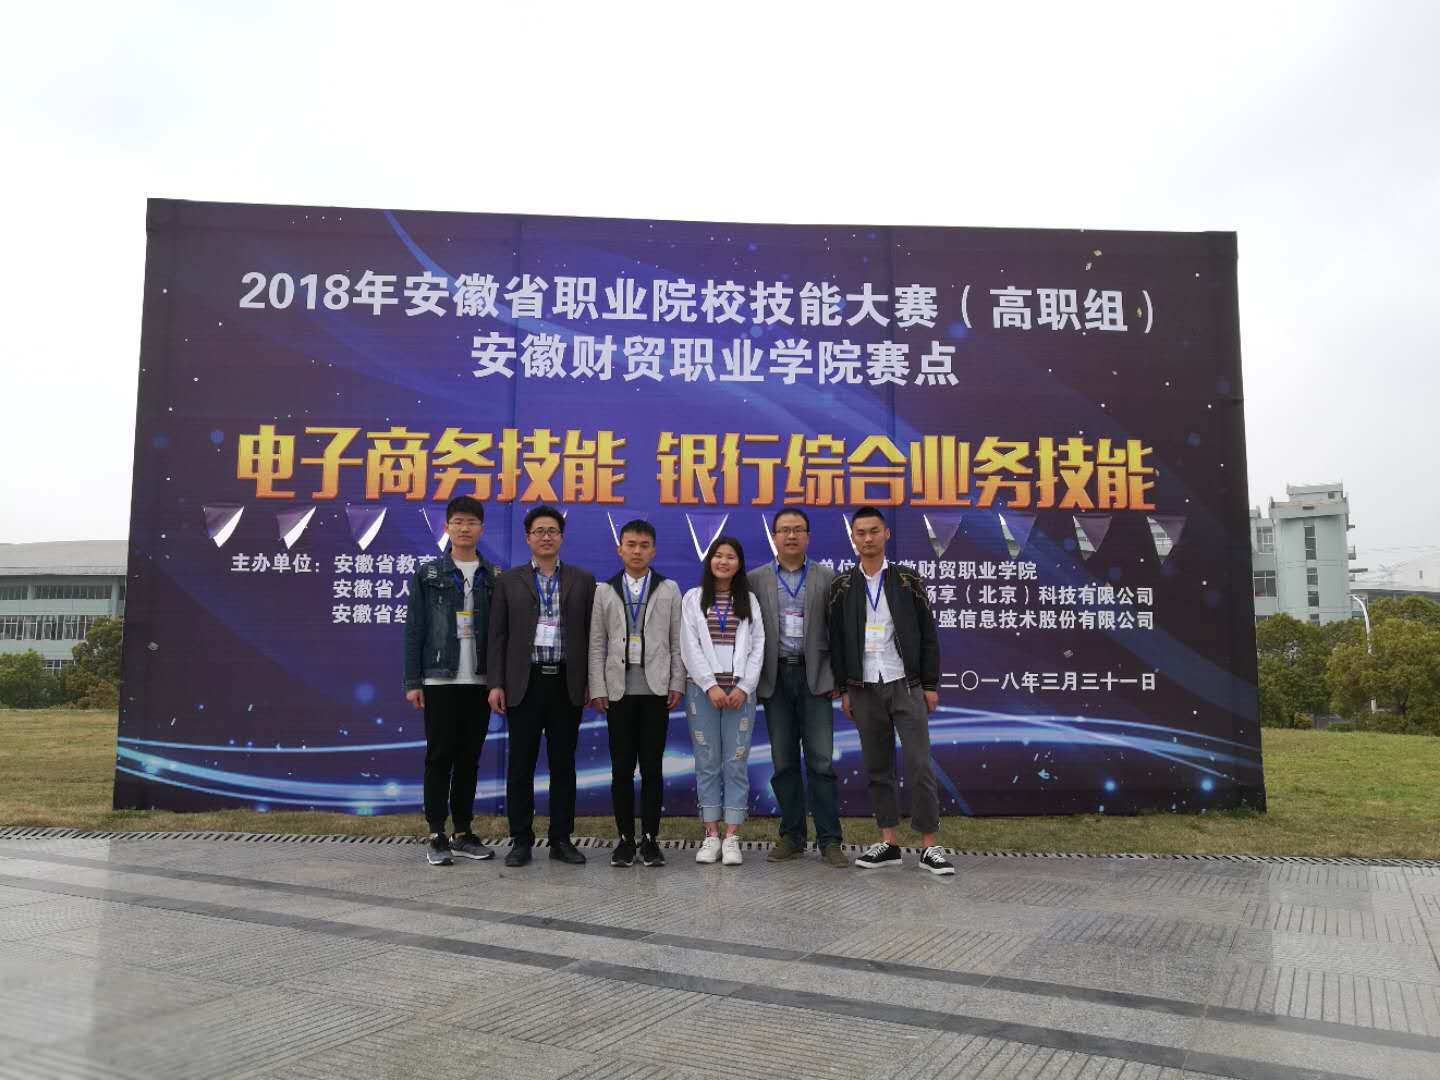 2018年安徽省职业院校技能大赛（高职组）
安徽财贸职业学院赛点
电子商务技能 银行综合业务技能
主办单位：安徽省教育
安徽省人
安徽省经
单位
徽财贸职业学院
畅享（北京）科技有限公司
盛信息技术股份有限公司
二〇一八年三月三十一日